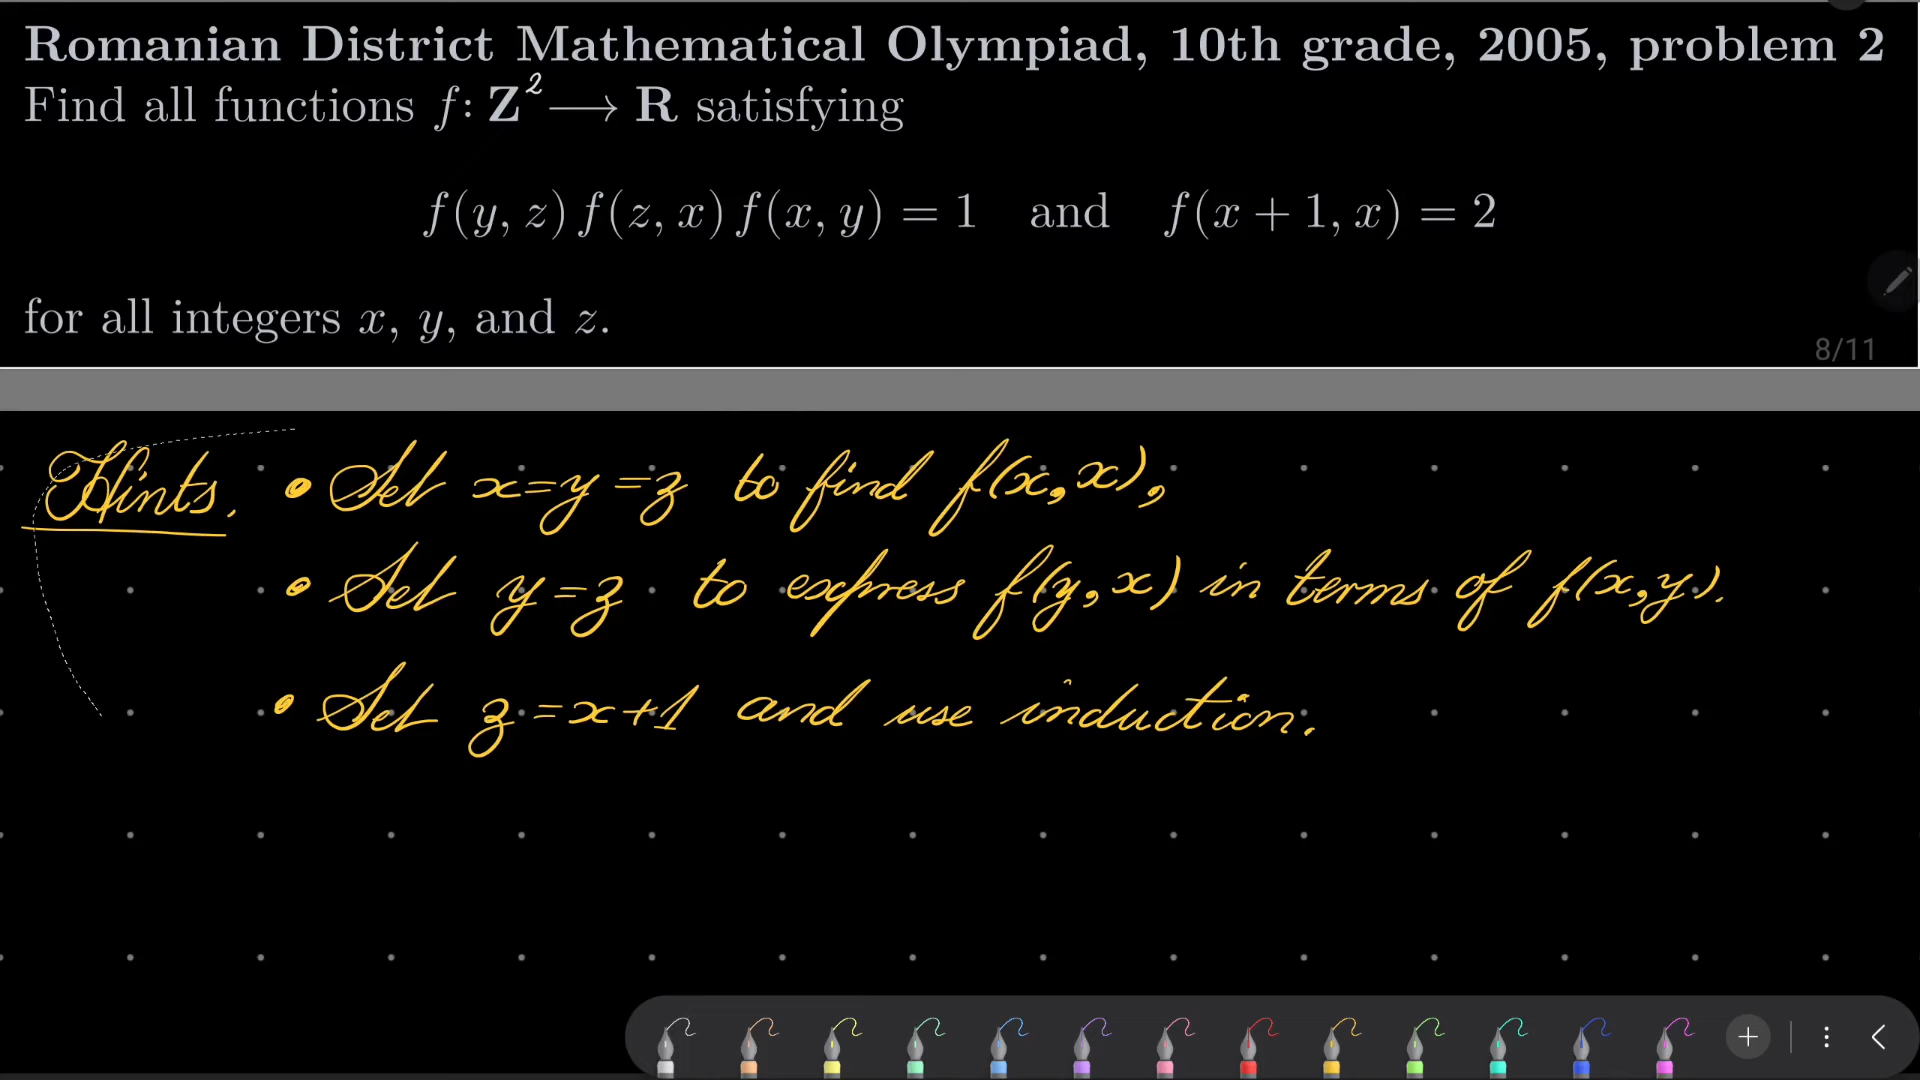 Romanian District Mathematical Olympiad, 10th grade, 2005, problem 2
Find all functions f: Z² ⟶ R satisfying
f(y, z) f(z, x) f(x, y) = 1 and f(x + 1, x) = 2
for all integers x, y, and z.
8/11
Hints. • Set x=y=z to find f(x,x),
• Set y=z to express f(y,x) in terms of f(x,y).
• Set z=x+1 and use induction.